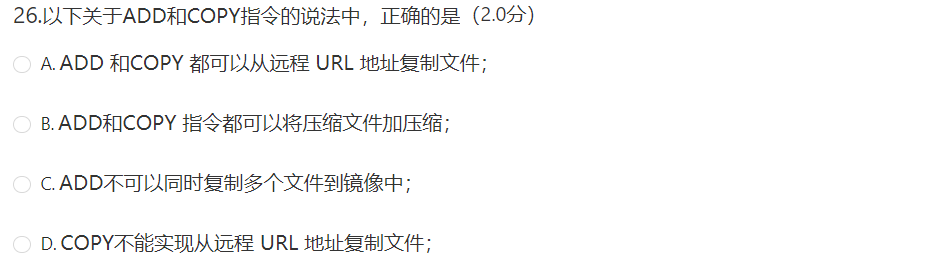 26.以下关于ADD和COPY指令的说法中，正确的是（2.0分）
A. ADD 和COPY 都可以从远程 URL 地址复制文件；
B. ADD和COPY 指令都可以将压缩文件加压缩；
C. ADD不可以同时复制多个文件到镜像中；
D. COPY不能实现从远程 URL 地址复制文件；